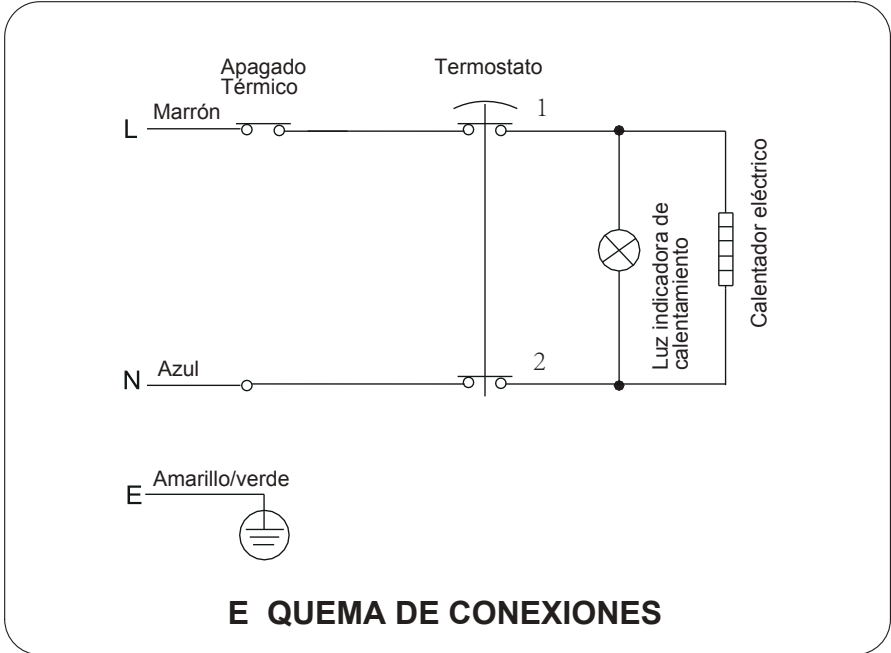 Apagado
Térmico
Termostato
L
Marrón
1
Luz indicadora de
calentamiento
Calentador eléctrico
N
Azul
2
E
Amarillo/verde
E QUEMA DE CONEXIONES